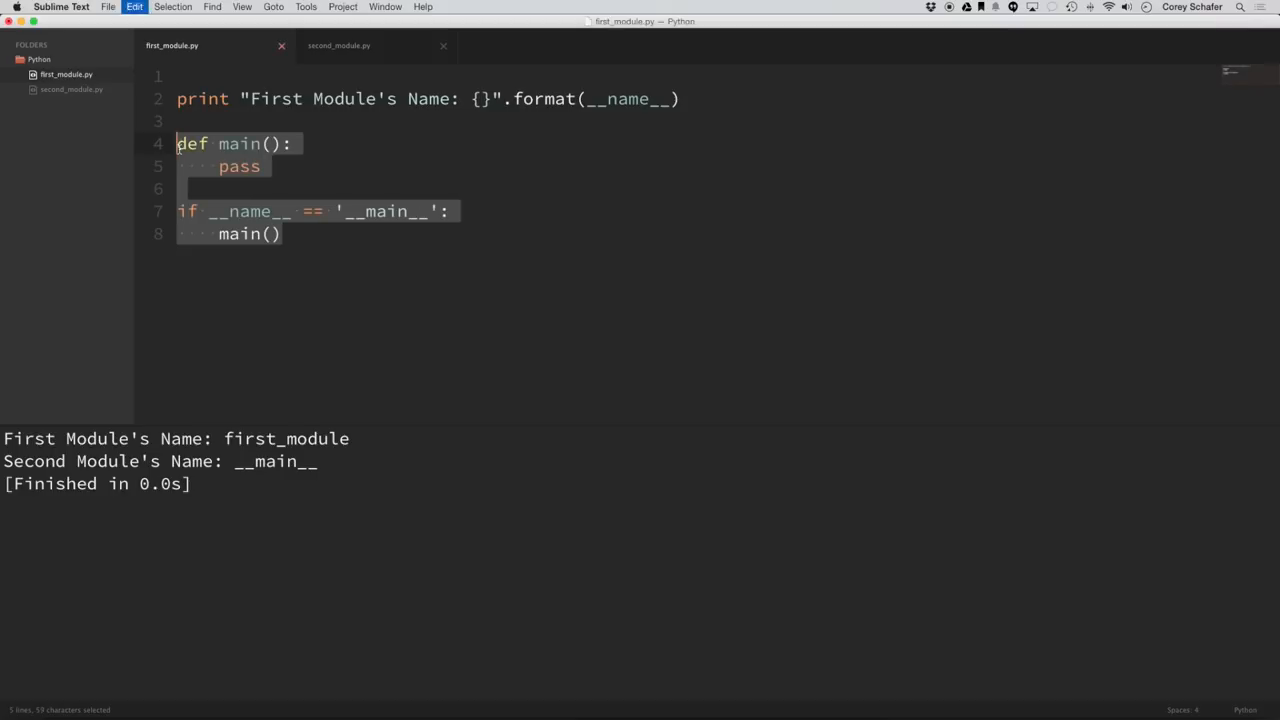 Sublime Text File Edit Selection Find View Goto Tools Project Window Help Corey Schafer
first_module.py — Python
FOLDERS
Python
first_module.py
second_module.py
first_module.py second_module.py
1
2 print "First Module's Name: {}".format(__name__)
3
4 def main():
5 pass
6
7 if __name__ == '__main__':
8 main()
First Module's Name: first_module
Second Module's Name: __main__
[Finished in 0.0s]
5 lines, 59 characters selected Spaces: 4 Python